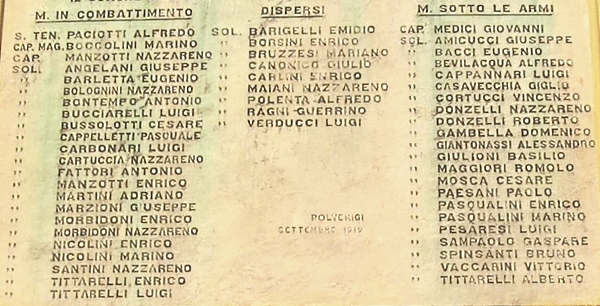 M. IN COMBATTIMENTO
S. TEN. PACIOTTI ALFREDO
CAP. MAG. BOCCOLINI MARINO
CAP. MANZOTTI NAZZARENO
SOL. ANGELANI GIUSEPPE
" BARLETTA EUGENIO
" BOLOGNINI NAZZARENO
" BONTEMPO ANTONIO
" BUCCIARELLI LUIGI
" BUSSOLOTTI CESARE
" CAPPELLETTI PASQUALE
" CARBONARI LUIGI
" CARTUCCIA NAZZARENO
" FATTORI ANTONIO
" MANZOTTI ENRICO
" MARTINI ADRIANO
" MARZIONI GIUSEPPE
" MORBIDONI ENRICO
" MORBIDONI NAZZARENO
" NICOLINI ENRICO
" NICOLINI MARINO
" SANTINI NAZZARENO
" TITTARELLI ENRICO
" TITTARELLI LUIGI
DISPERSI
SOL. BARIGELLI EMIDIO
" BORSINI ENRICO
" BRUZZESI MARIANO
" CANONICO GIULIO
" CARLINI ENRICO
" MAIANI NAZZARENO
" POLENTA ALFREDO
" RAGNI GUERRINO
" VERDUCCI LUIGI
POLVERIGI
SETTEMBRE 1919
M. SOTTO LE ARMI
CAP. MEDICI GIOVANNI
SOL. AMICUCCI GIUSEPPE
" BACCI EUGENIO
" BEVILACQUA ALFREDO
" CAPPANNARI LUIGI
" CASAVECCHIA GIGLIO
" CORTUCCI VINCENZO
" DONZELLI NAZZARENO
" DONZELLI ROBERTO
" GAMBELLA DOMENICO
" GIANTONASSI ALESSANDRO
" GIULIONI BASILIO
" MAGGIORI ROMOLO
" MOSCA CESARE
" PAESANI PAOLO
" PASQUALINI ENRICO
" PASQUALINI MARINO
" PESARESI LUIGI
" SAMPAOLO GASPARE
" SPINSANTI BRUNO
" VACCARINI VITTORIO
" TITTARELLI ALBERTO